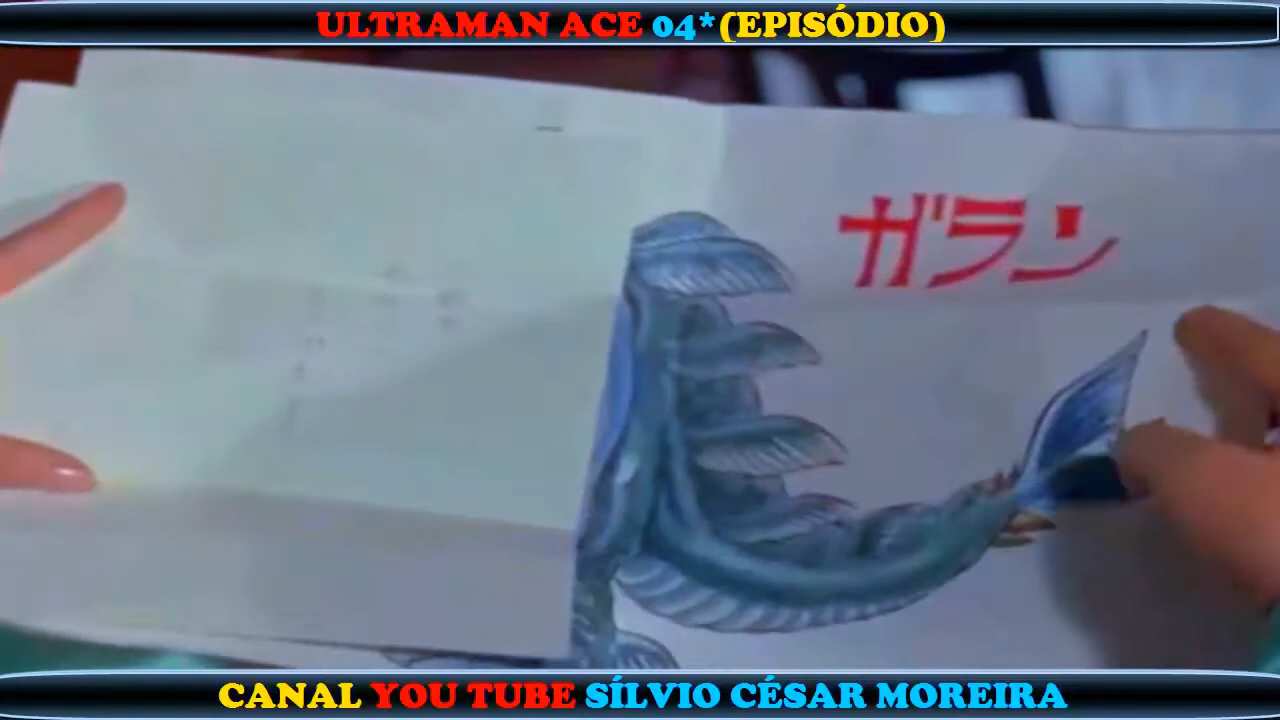 ULTRAMAN ACE 04*(EPISÓDIO)
ガラン
CANAL YOU TUBE SÍLVIO CÉSAR MOREIRA